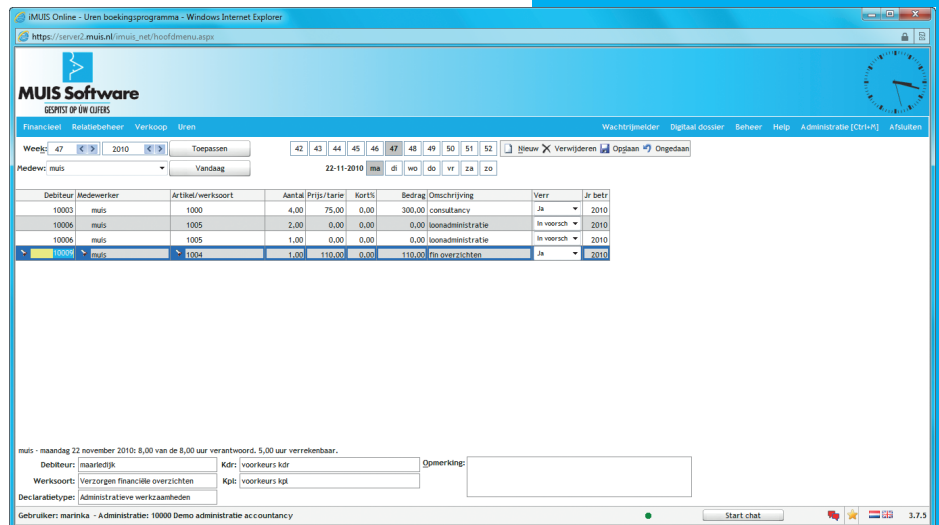 iMUIS Online - Uren boekingsprogramma - Windows Internet Explorer
https://server2.muis.nl/imuis_net/hoofdmenu.aspx
MUIS Software
GESPITST OP ÚW CIJFERS
Financieel Relatiebeheer Verkoop Uren Wachtrijmelder Digitaal dossier Beheer Help Administratie [Ctrl+M] Afsluiten
Week: 47 < > 2010 < > Toepassen 42 43 44 45 46 47 48 49 50 51 52 Nieuw Verwijderen Opslaan Ongedaan
Medew: muis Vandaag 22-11-2010 ma di wo do vr za zo
Debiteur Medewerker Artikel/werksoort Aantal Prijs/tarie Kort% Bedrag Omschrijving Verr Jr betr
10003 muis 1000 4,00 75,00 0,00 300,00 consultancy Ja 2010
10006 muis 1005 2,00 0,00 0,00 0,00 loonadministratie In voorsch 2010
10006 muis 1005 1,00 0,00 0,00 0,00 loonadministratie In voorsch 2010
10009 muis 1004 1,00 110,00 0,00 110,00 fin overzichten Ja 2010
muis - maandag 22 november 2010: 8,00 van de 8,00 uur verantwoord. 5,00 uur verrekenbaar.
Debiteur: maarledijk Kdr: voorkeurs kdr Opmerking:
Werksoort: Verzorgen financiële overzichten Kpl: voorkeurs kpl
Declaratietype: Administratieve werkzaamheden
Gebruiker: marinka - Administratie: 10000 Demo administratie accountancy Start chat 3.7.5